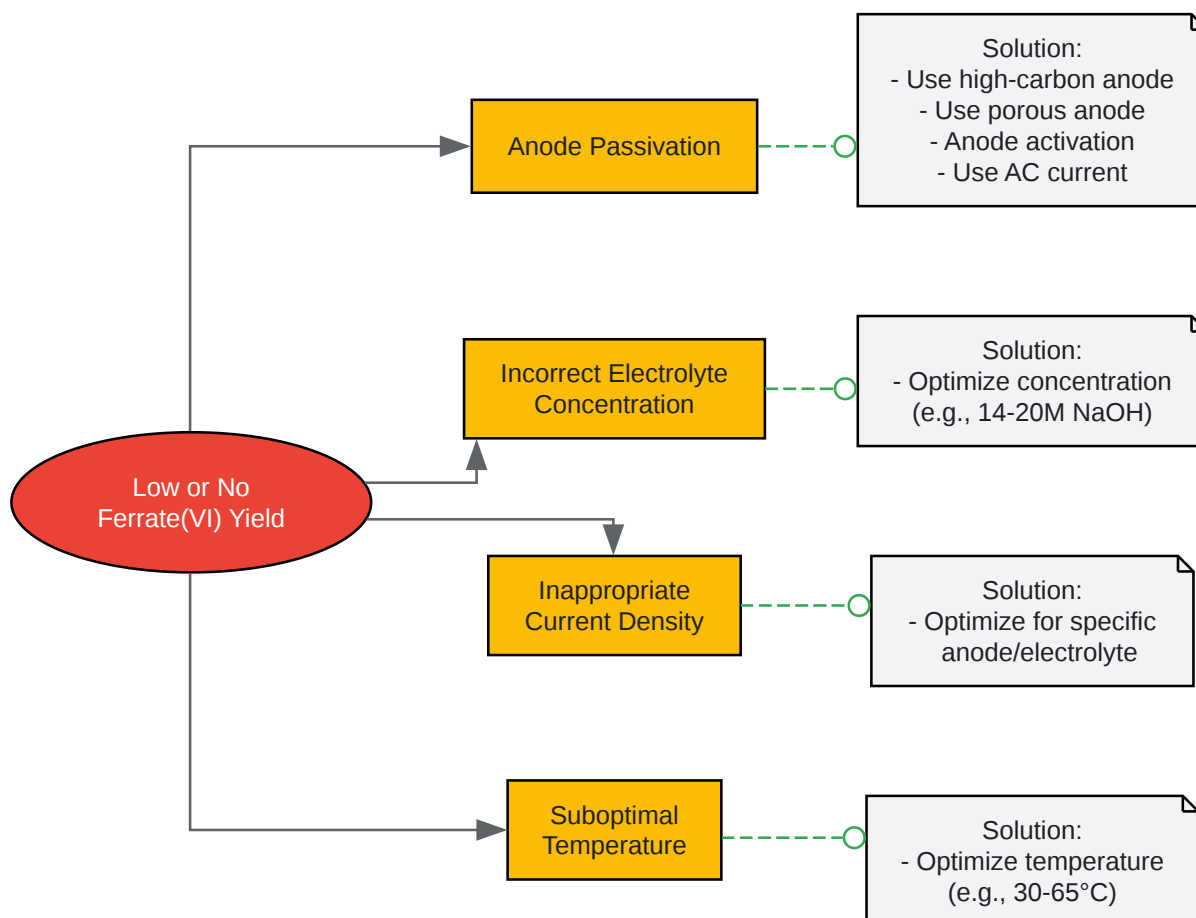 Solution:
- Use high-carbon anode
- Use porous anode
- Anode activation
- Use AC current
Anode Passivation
Solution:
- Optimize concentration
(e.g., 14-20M NaOH)
Incorrect Electrolyte
Concentration
Low or No
Ferrate(VI) Yield
Inappropriate
Current Density
Solution:
- Optimize for specific
anode/electrolyte
Suboptimal
Temperature
Solution:
- Optimize temperature
(e.g., 30-65°C)